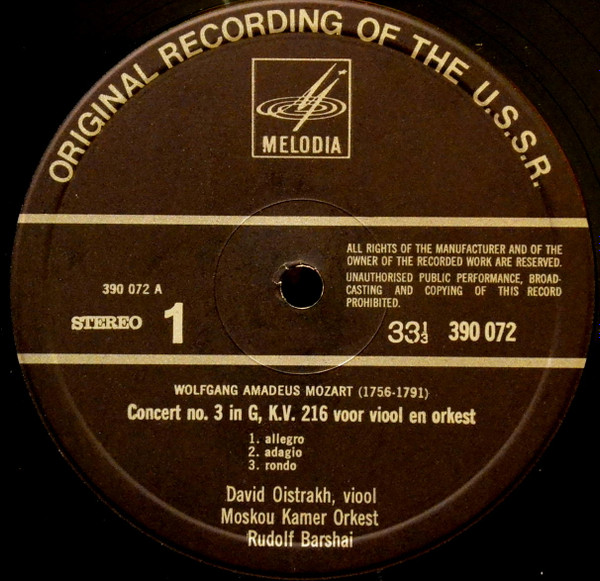 ORIGINAL RECORDING OF THE U.S.S.R.
MELODIA
ALL RIGHTS OF THE MANUFACTURER AND OF THE
OWNER OF THE RECORDED WORK ARE RESERVED.
UNAUTHORISED PUBLIC PERFORMANCE, BROAD-
CASTING AND COPYING OF THIS RECORD
PROHIBITED.
390 072 A
STEREO 1
33⅓ 390 072
WOLFGANG AMADEUS MOZART (1756-1791)
Concert no. 3 in G, K.V. 216 voor viool en orkest
1. allegro
2. adagio
3. rondo
David Oistrakh, viool
Moskou Kamer Orkest
Rudolf Barshai